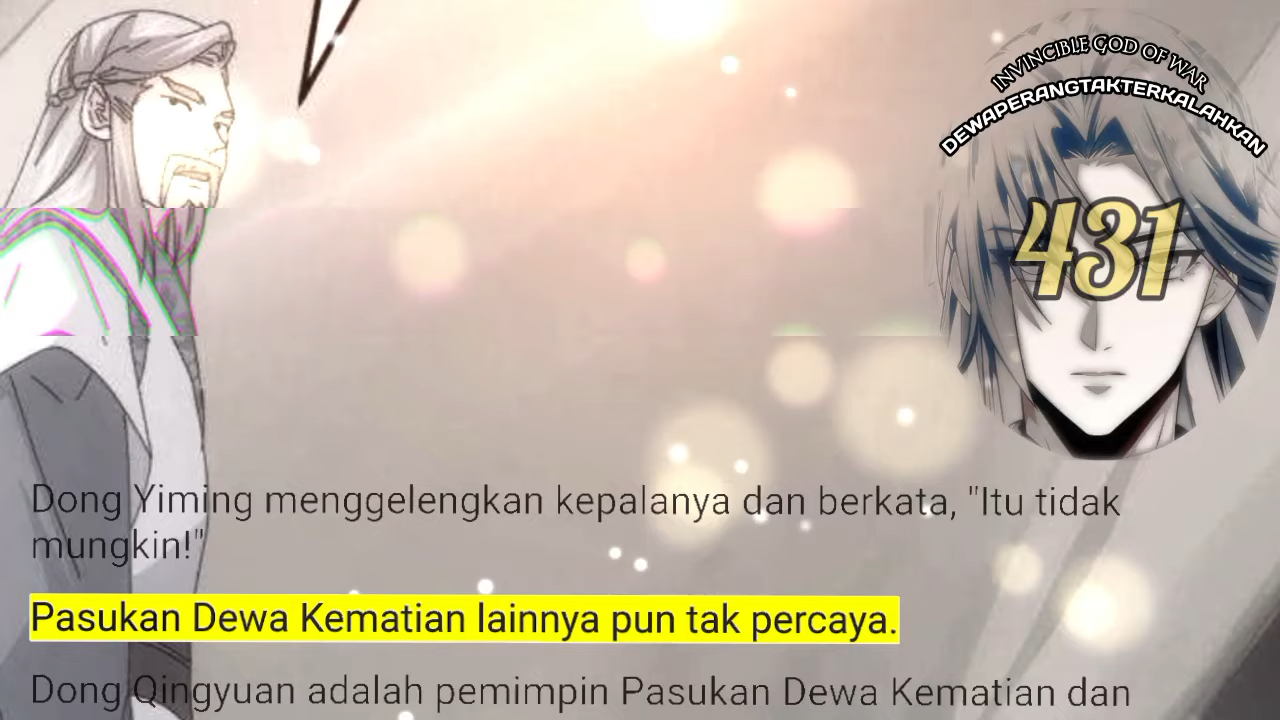 INVINCIBLE GOD OF WAR
DEWAPERANGTAKTERKALAHKAN
431
Dong Yiming menggelengkan kepalanya dan berkata, "Itu tidak
mungkin!"
Pasukan Dewa Kematian lainnya pun tak percaya.
Dong Qingyuan adalah pemimpin Pasukan Dewa Kematian dan